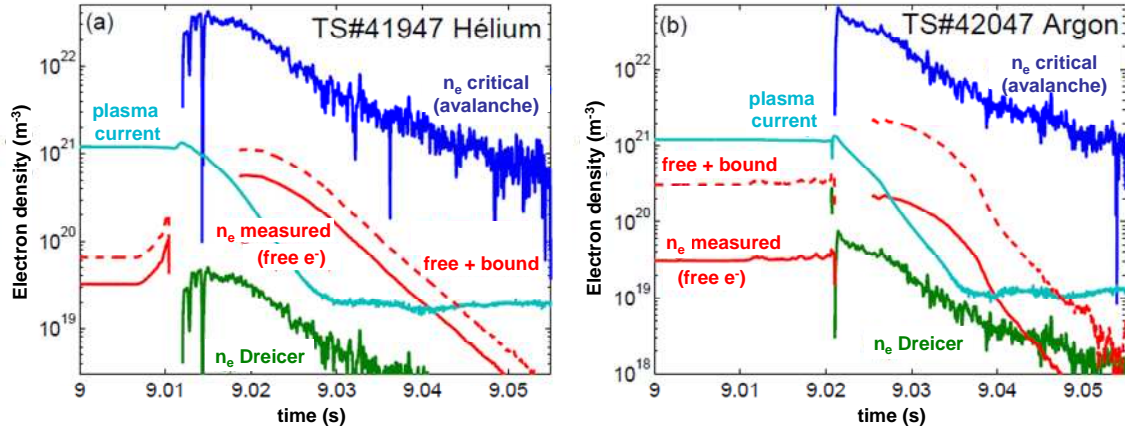 (a)
TS#41947 Hélium
10²²
n_e critical
(avalanche)
plasma
current
10²¹
Electron density (m⁻³)
10²⁰
n_e measured
(free e⁻)
free + bound
10¹⁹
n_e Dreicer
9
9.01
9.02
9.03
9.04
9.05
time (s)
(b)
TS#42047 Argon
10²²
n_e critical
(avalanche)
plasma
current
10²¹
free + bound
Electron density (m⁻³)
10²⁰
n_e measured
(free e⁻)
10¹⁹
n_e Dreicer
10¹⁸
9
9.01
9.02
9.03
9.04
9.05
time (s)